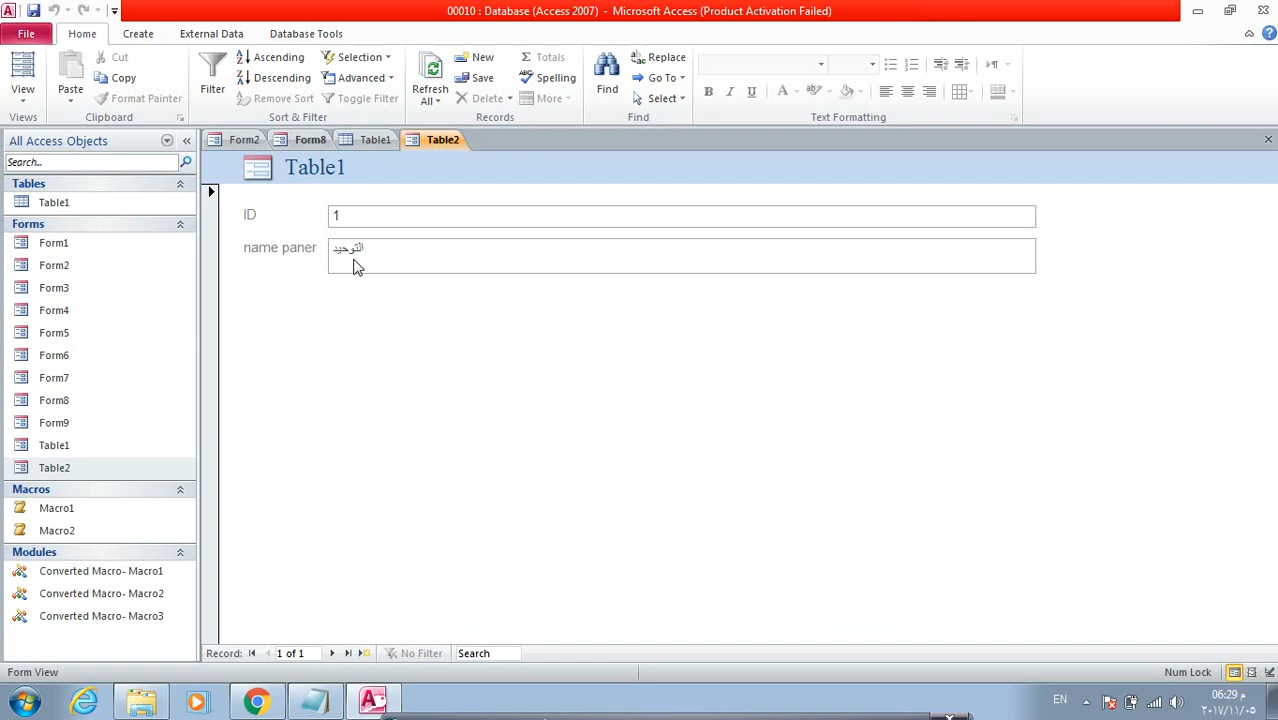 00010 : Database (Access 2007) - Microsoft Access (Product Activation Failed)
File Home Create External Data Database Tools
View
Views
Paste
Cut
Copy
Format Painter
Clipboard
Filter
Ascending
Descending
Remove Sort
Selection
Advanced
Toggle Filter
Sort & Filter
Refresh
All
New
Save
Delete
Totals
Spelling
More
Records
Find
Replace
Go To
Select
Find
B I U A
Text Formatting
All Access Objects
Search...
Tables
Table1
Forms
Form1
Form2
Form3
Form4
Form5
Form6
Form7
Form8
Form9
Table1
Table2
Macros
Macro1
Macro2
Modules
Converted Macro- Macro1
Converted Macro- Macro2
Converted Macro- Macro3
Form2 Form8 Table1 Table2
Table1
ID 1
name paner التوحيد
Record: 1 of 1 No Filter Search
Form View Num Lock
EN
06:29 م
٢٠١٧/١١/٠٥